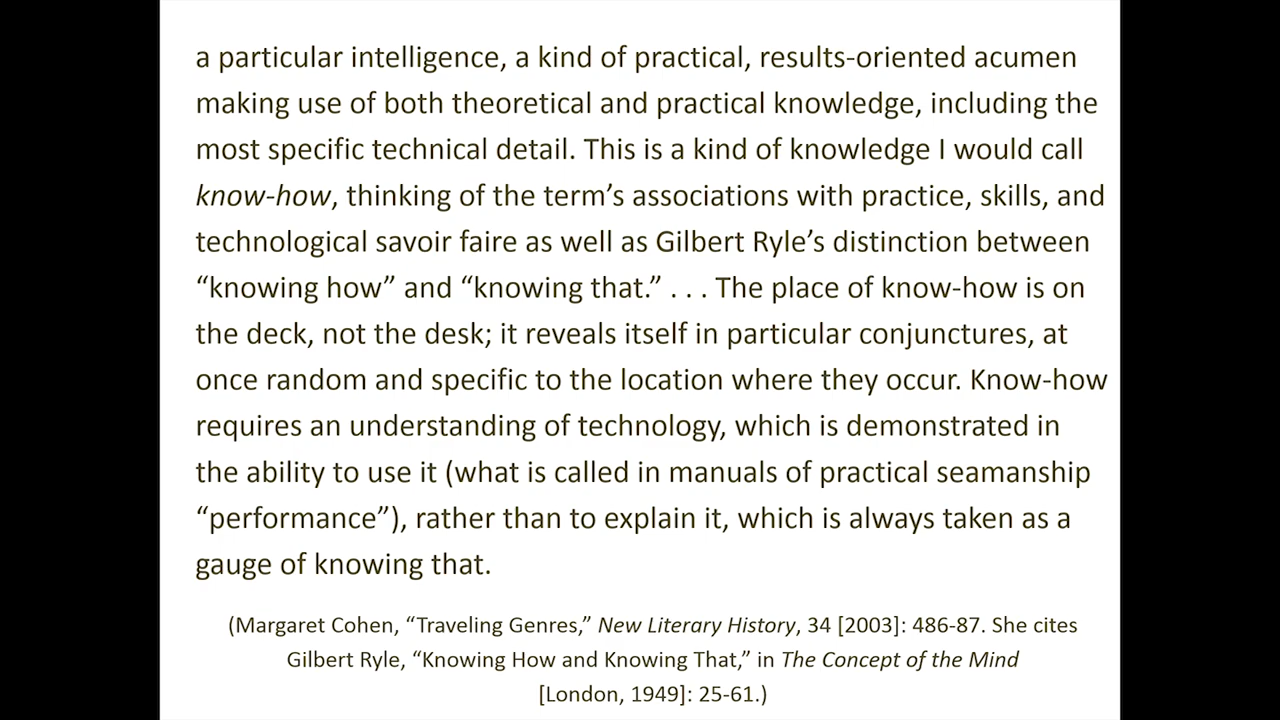 a particular intelligence, a kind of practical, results-oriented acumen
making use of both theoretical and practical knowledge, including the
most specific technical detail. This is a kind of knowledge I would call
know-how, thinking of the term’s associations with practice, skills, and
technological savoir faire as well as Gilbert Ryle’s distinction between
“knowing how” and “knowing that.” . . . The place of know-how is on
the deck, not the desk; it reveals itself in particular conjunctures, at
once random and specific to the location where they occur. Know-how
requires an understanding of technology, which is demonstrated in
the ability to use it (what is called in manuals of practical seamanship
“performance”), rather than to explain it, which is always taken as a
gauge of knowing that.
(Margaret Cohen, “Traveling Genres,” New Literary History, 34 [2003]: 486-87. She cites
Gilbert Ryle, “Knowing How and Knowing That,” in The Concept of the Mind
[London, 1949]: 25-61.)